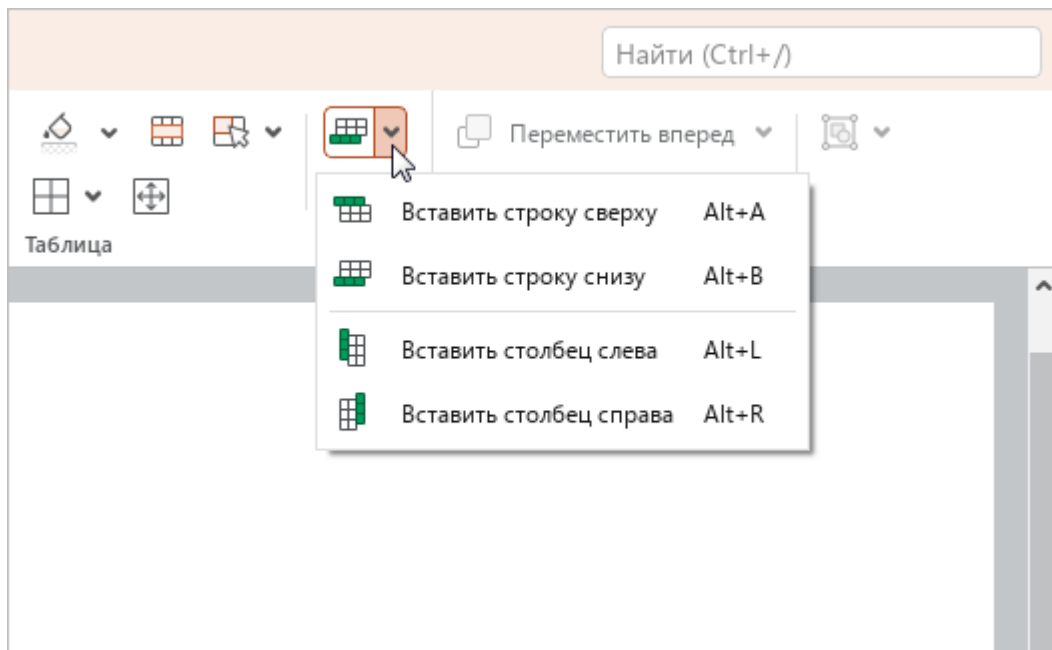 Найти (Ctrl+/)
Переместить вперед
Вставить строку сверху Alt+A
Вставить строку снизу Alt+B
Таблица
Вставить столбец слева Alt+L
Вставить столбец справа Alt+R